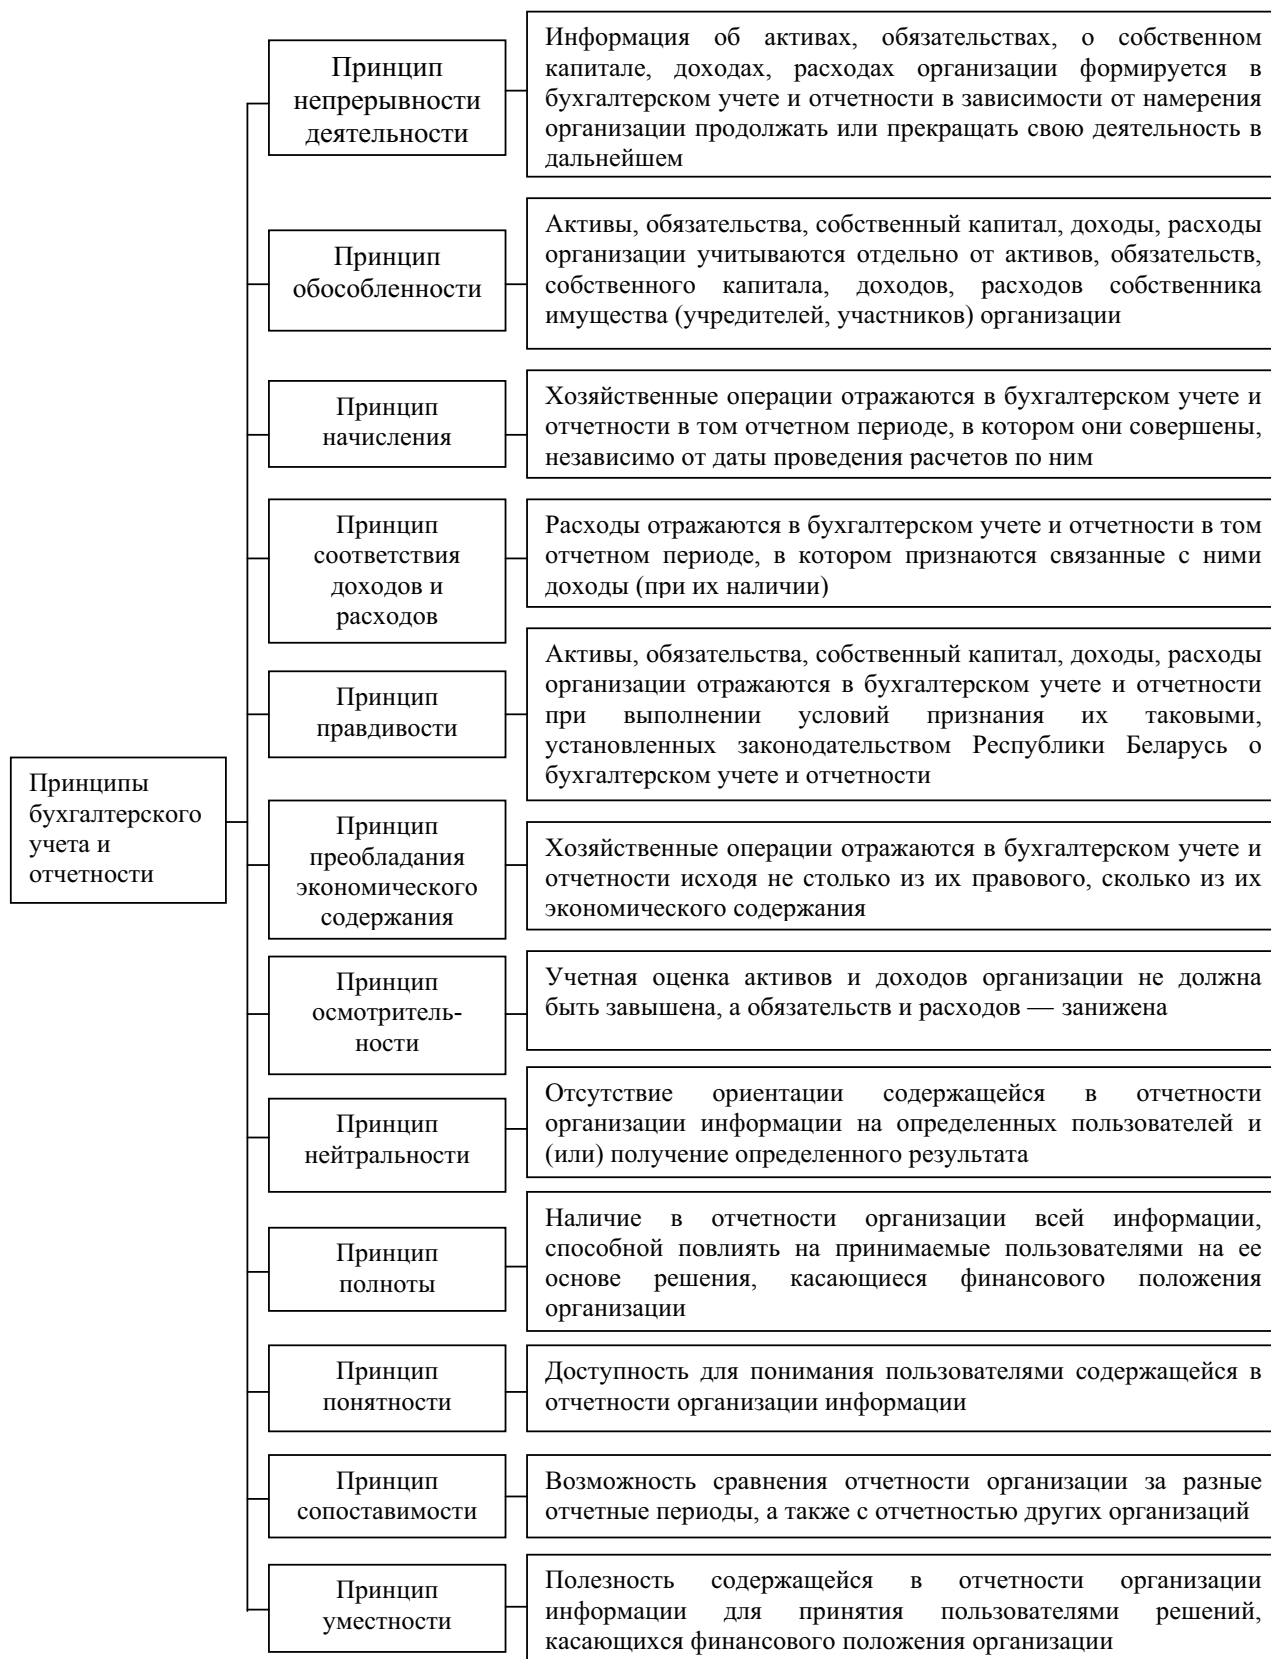 Принципы
бухгалтерского
учета и
отчетности
Принцип
непрерывности
деятельности
Информация об активах, обязательствах, о собственном
капитале, доходах, расходах организации формируется в
бухгалтерском учете и отчетности в зависимости от намерения
организации продолжать или прекращать свою деятельность в
дальнейшем
Принцип
обособленности
Активы, обязательства, собственный капитал, доходы, расходы
организации учитываются отдельно от активов, обязательств,
собственного капитала, доходов, расходов собственника
имущества (учредителей, участников) организации
Принцип
начисления
Хозяйственные операции отражаются в бухгалтерском учете и
отчетности в том отчетном периоде, в котором они совершены,
независимо от даты проведения расчетов по ним
Принцип
соответствия
доходов и
расходов
Расходы отражаются в бухгалтерском учете и отчетности в том
отчетном периоде, в котором признаются связанные с ними
доходы (при их наличии)
Принцип
правдивости
Активы, обязательства, собственный капитал, доходы, расходы
организации отражаются в бухгалтерском учете и отчетности
при выполнении условий признания их таковыми,
установленных законодательством Республики Беларусь о
бухгалтерском учете и отчетности
Принцип
преобладания
экономического
содержания
Хозяйственные операции отражаются в бухгалтерском учете и
отчетности исходя не столько из их правового, сколько из их
экономического содержания
Принцип
осмотритель-
ности
Учетная оценка активов и доходов организации не должна
быть завышена, а обязательств и расходов — занижена
Принцип
нейтральности
Отсутствие ориентации содержащейся в отчетности
организации информации на определенных пользователей и
(или) получение определенного результата
Принцип
полноты
Наличие в отчетности организации всей информации,
способной повлиять на принимаемые пользователями на ее
основе решения, касающиеся финансового положения
организации
Принцип
понятности
Доступность для понимания пользователями содержащейся в
отчетности организации информации
Принцип
сопоставимости
Возможность сравнения отчетности организации за разные
отчетные периоды, а также с отчетностью других организаций
Принцип
уместности
Полезность содержащейся в отчетности организации
информации для принятия пользователями решений,
касающихся финансового положения организации